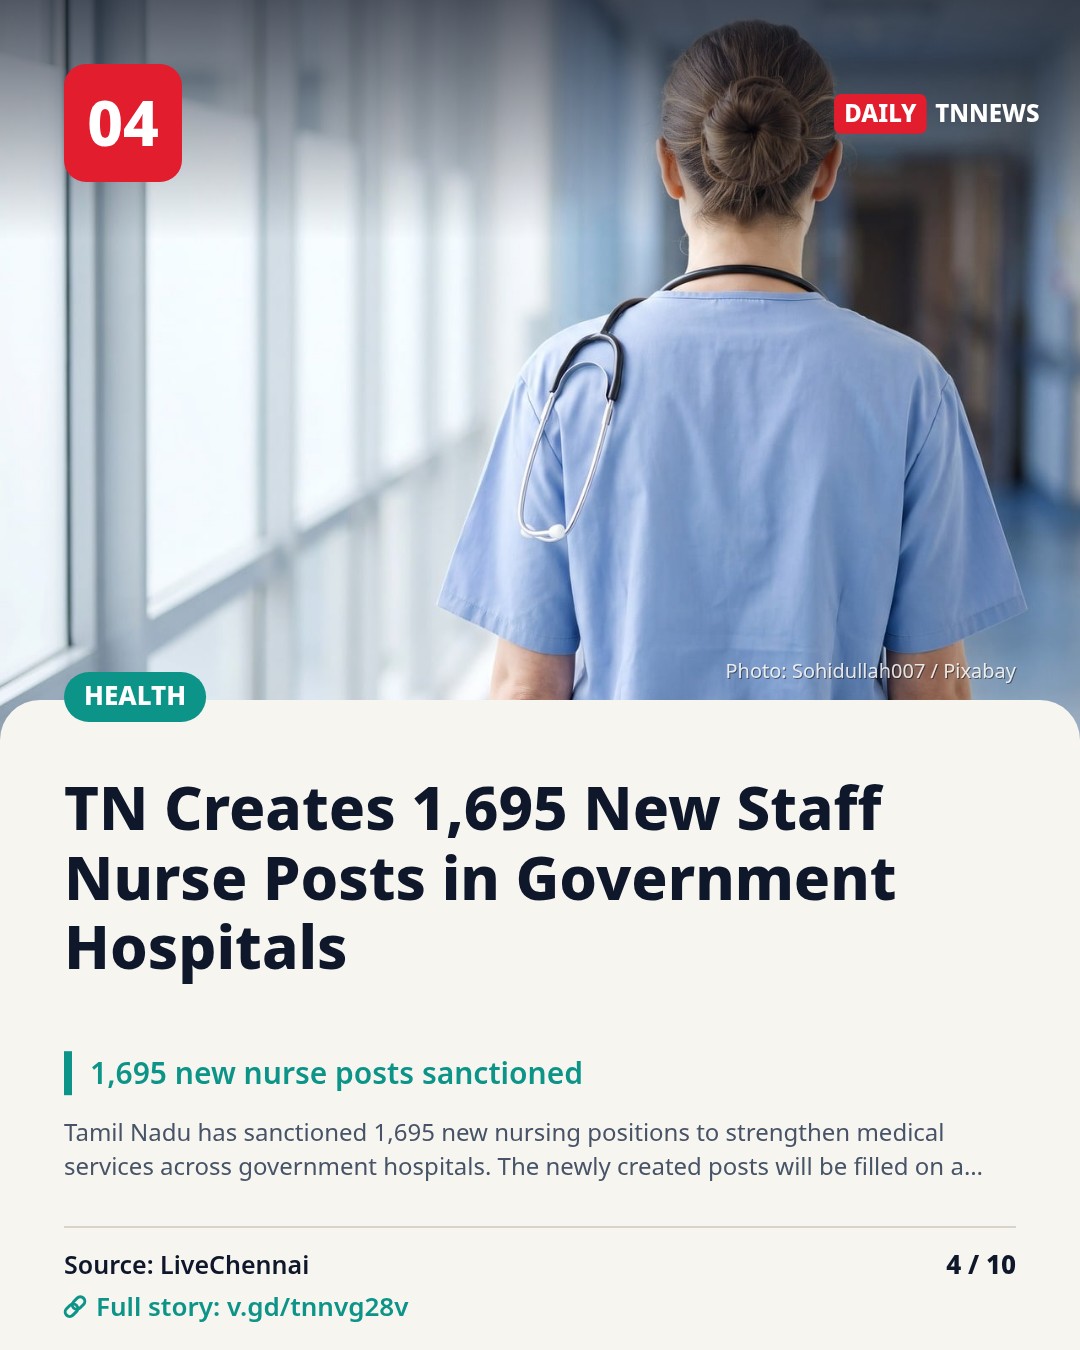 04
DAILY TNNEWS
Photo: Sohidullah007 / Pixabay
HEALTH
TN Creates 1,695 New Staff
Nurse Posts in Government
Hospitals
1,695 new nurse posts sanctioned
Tamil Nadu has sanctioned 1,695 new nursing positions to strengthen medical
services across government hospitals. The newly created posts will be filled on a...
Source: LiveChennai
4 / 10
Full story: v.gd/tnnvg28v